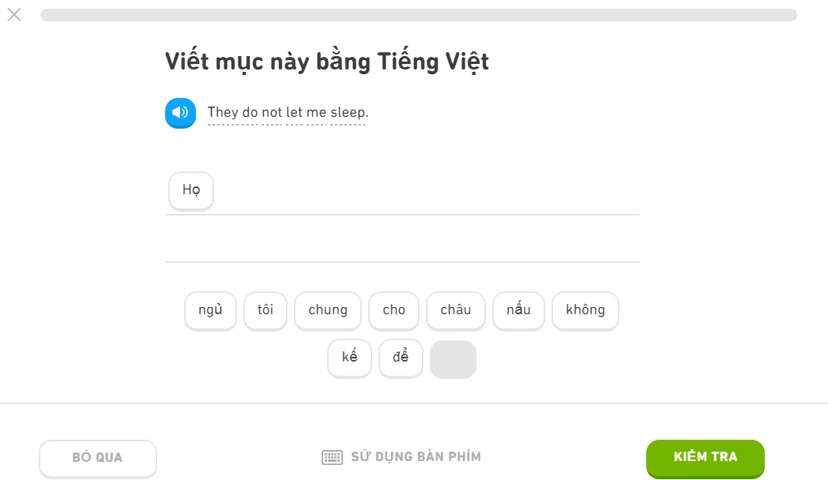 Viết mục này bằng Tiếng Việt
They do not let me sleep.
Họ
ngủ tôi chung cho châu nấu không
kế để
BỎ QUA SỬ DỤNG BÀN PHÍM KIỂM TRA